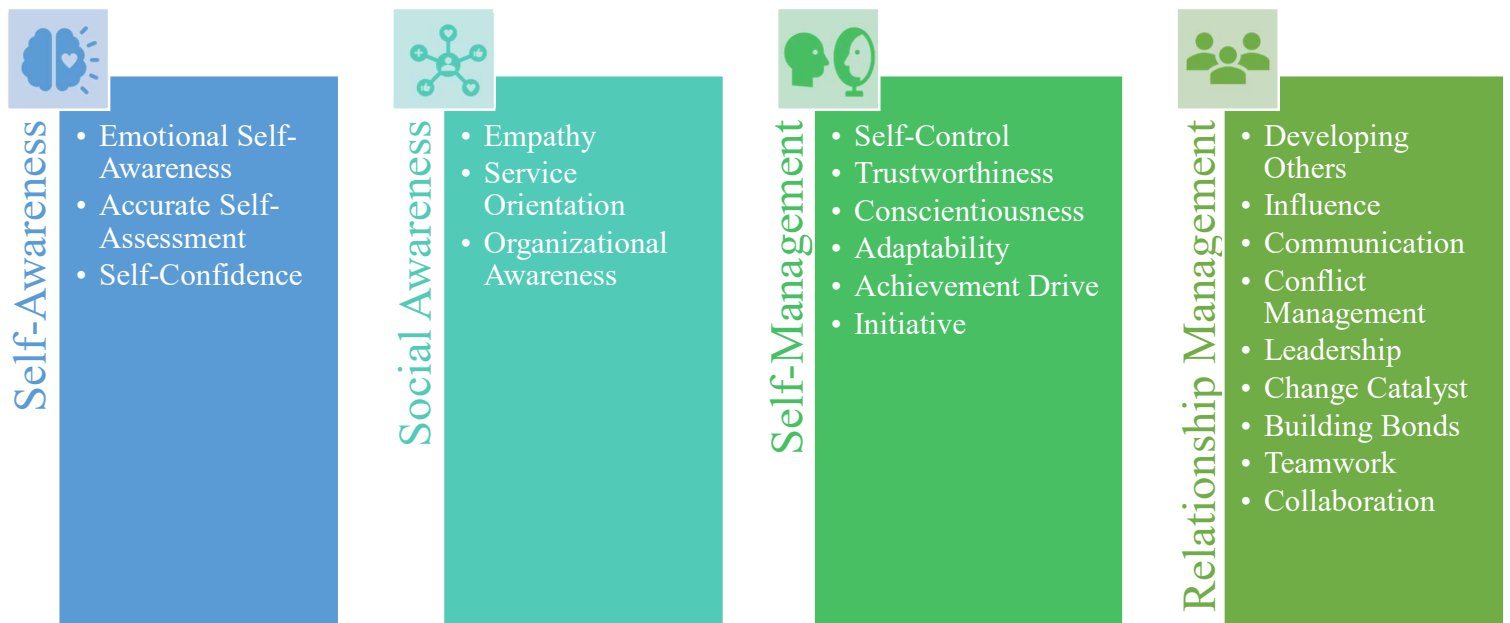 Self-Awareness
• Emotional Self-
Awareness
• Accurate Self-
Assessment
• Self-Confidence
Social Awareness
• Empathy
• Service
Orientation
• Organizational
Awareness
Self-Management
• Self-Control
• Trustworthiness
• Conscientiousness
• Adaptability
• Achievement Drive
• Initiative
Relationship Management
• Developing
Others
• Influence
• Communication
• Conflict
Management
• Leadership
• Change Catalyst
• Building Bonds
• Teamwork
• Collaboration